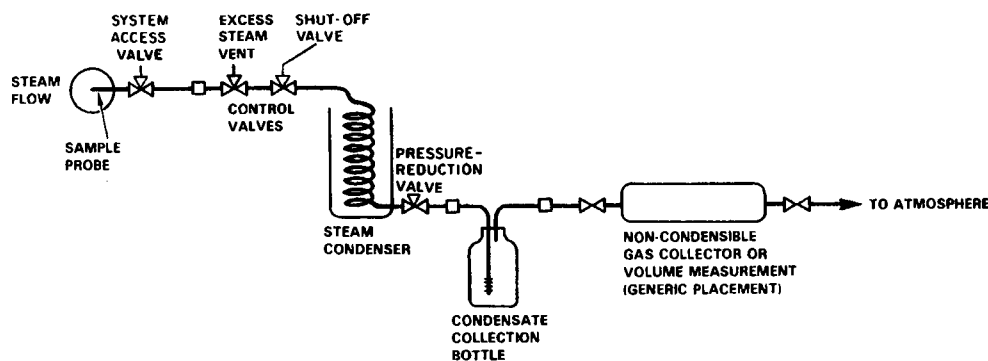 SYSTEM
ACCESS
VALVE
EXCESS
STEAM
VENT
SHUT-OFF
VALVE
STEAM
FLOW
CONTROL
VALVES
SAMPLE
PROBE
PRESSURE-
REDUCTION
VALVE
STEAM
CONDENSER
TO ATMOSPHERE
NON-CONDENSIBLE
GAS COLLECTOR OR
VOLUME MEASUREMENT
(GENERIC PLACEMENT)
CONDENSATE
COLLECTION
BOTTLE